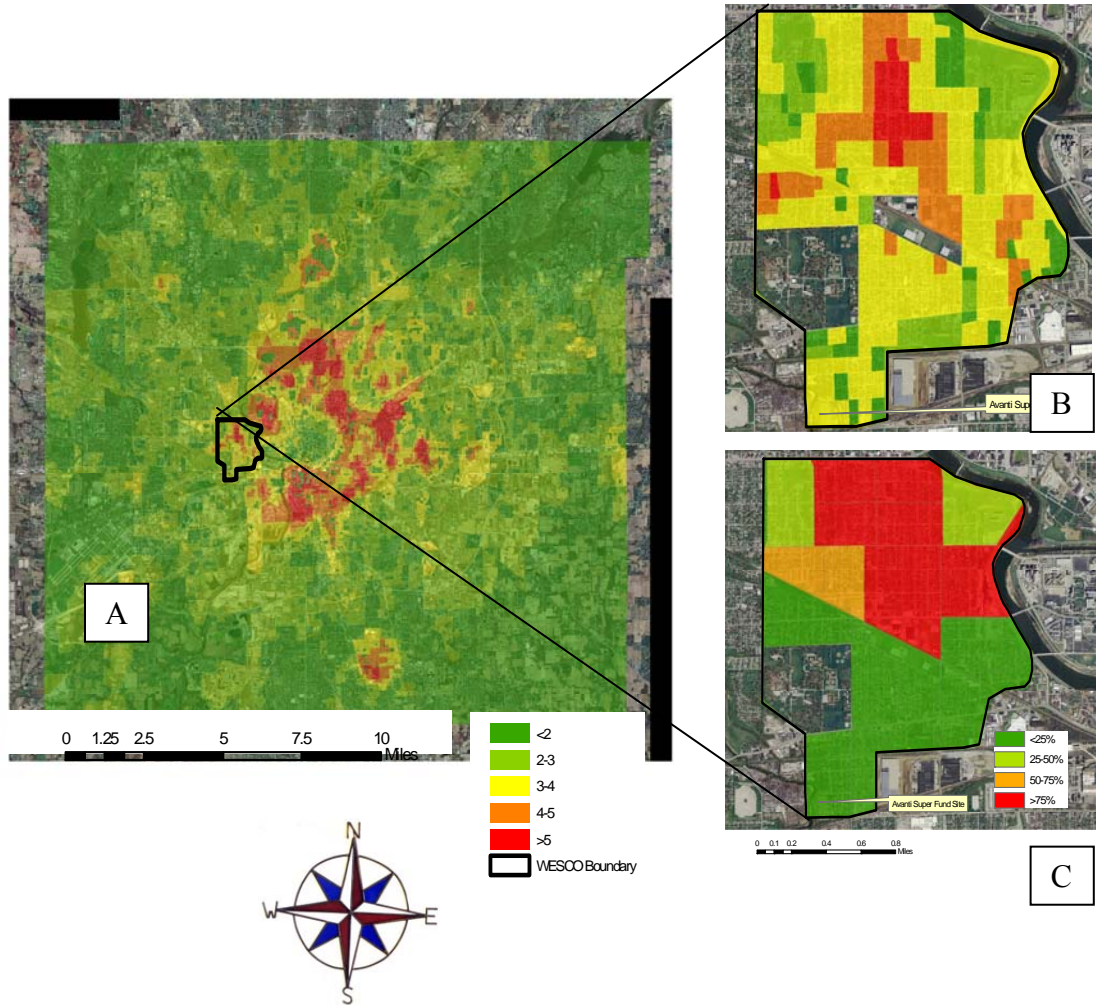 A
0 1.25 2.5 5 7.5 10
Miles
<2
2-3
3-4
4-5
>5
WESCO Boundary
N
W
E
S
Avanti Sup
B
<25%
25-50%
50-75%
>75%
Avanti Super Fund Site
0 0.1 0.2 0.4 0.6 0.8
Miles
C